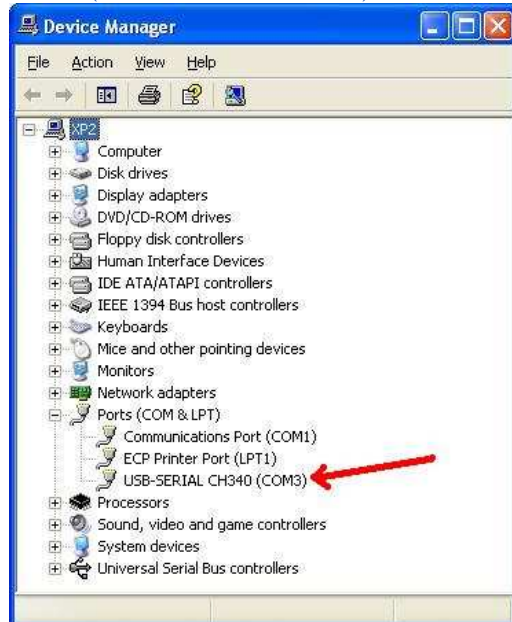 Device Manager
File Action View Help
XP2
Computer
Disk drives
Display adapters
DVD/CD-ROM drives
Floppy disk controllers
Human Interface Devices
IDE ATA/ATAPI controllers
IEEE 1394 Bus host controllers
Keyboards
Mice and other pointing devices
Monitors
Network adapters
Ports (COM & LPT)
Communications Port (COM1)
ECP Printer Port (LPT1)
USB-SERIAL CH340 (COM3)
Processors
Sound, video and game controllers
System devices
Universal Serial Bus controllers